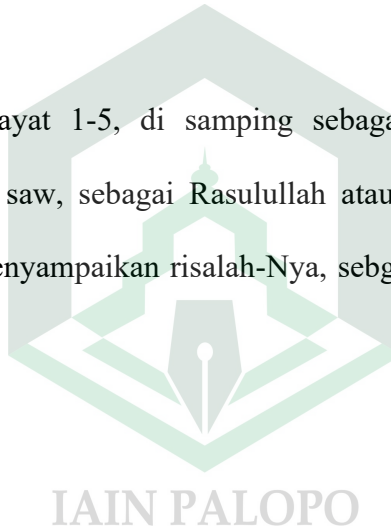 ayat 1-5, di samping sebaga
saw, sebagai Rasulullah atau
enyampaikan risalah-Nya, sebg
IAIN PALOPO